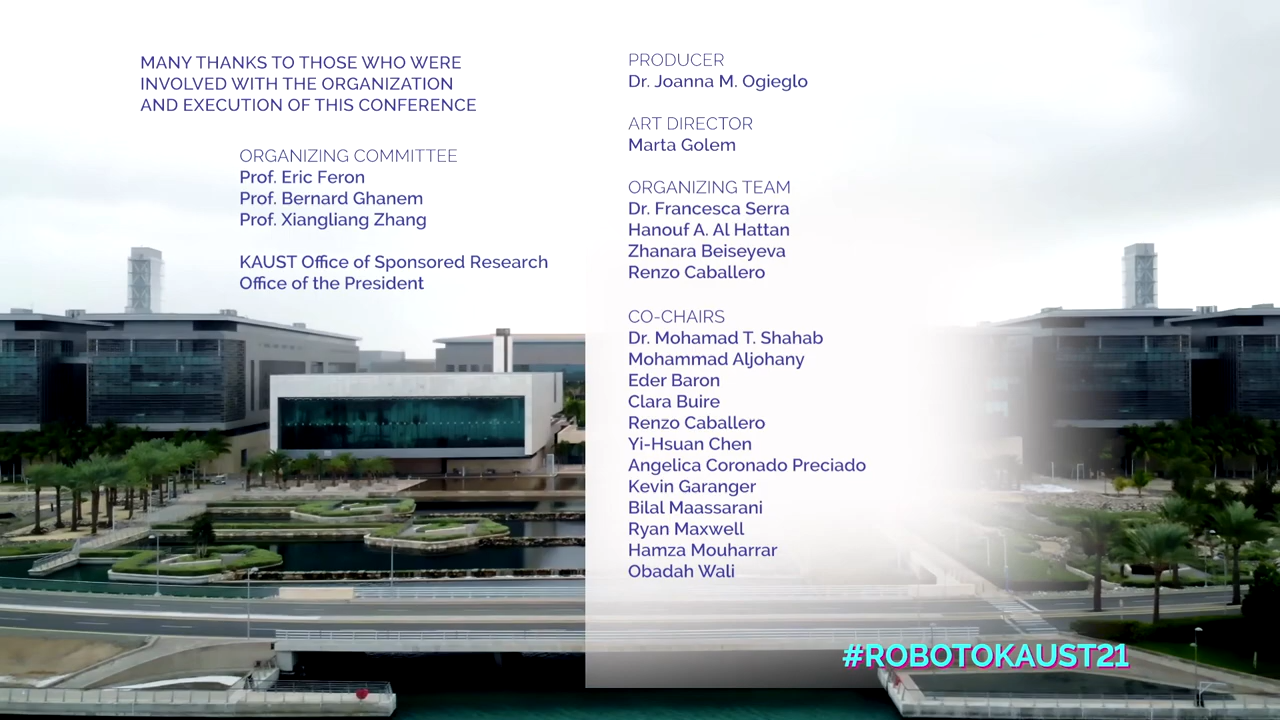 MANY THANKS TO THOSE WHO WERE
INVOLVED WITH THE ORGANIZATION
AND EXECUTION OF THIS CONFERENCE
ORGANIZING COMMITTEE
Prof. Eric Feron
Prof. Bernard Ghanem
Prof. Xiangliang Zhang
KAUST Office of Sponsored Research
Office of the President
PRODUCER
Dr. Joanna M. Ogieglo
ART DIRECTOR
Marta Golem
ORGANIZING TEAM
Dr. Francesca Serra
Hanouf A. Al Hattan
Zhanara Beiseyeva
Renzo Caballero
CO-CHAIRS
Dr. Mohamad T. Shahab
Mohammad Aljohany
Eder Baron
Clara Buire
Renzo Caballero
Yi-Hsuan Chen
Angelica Coronado Preciado
Kevin Garanger
Bilal Maassarani
Ryan Maxwell
Hamza Mouharrar
Obadah Wali
#ROBOTOKAUST21